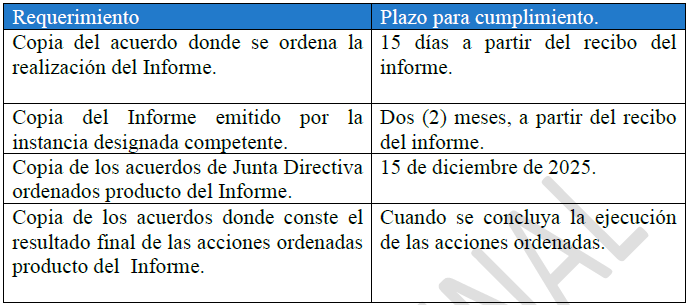 Requerimiento
Plazo para cumplimiento.
Copia del acuerdo donde se ordena la
realización del Informe.
15 días a partir del recibo del
informe.
Copia del Informe emitido por la
instancia designada competente.
Dos (2) meses, a partir del recibo
del informe.
Copia de los acuerdos de Junta Directiva
ordenados producto del Informe.
15 de diciembre de 2025.
Copia de los acuerdos donde conste el
resultado final de las acciones ordenadas
producto del  Informe.
Cuando se concluya la ejecución
de las acciones ordenadas.